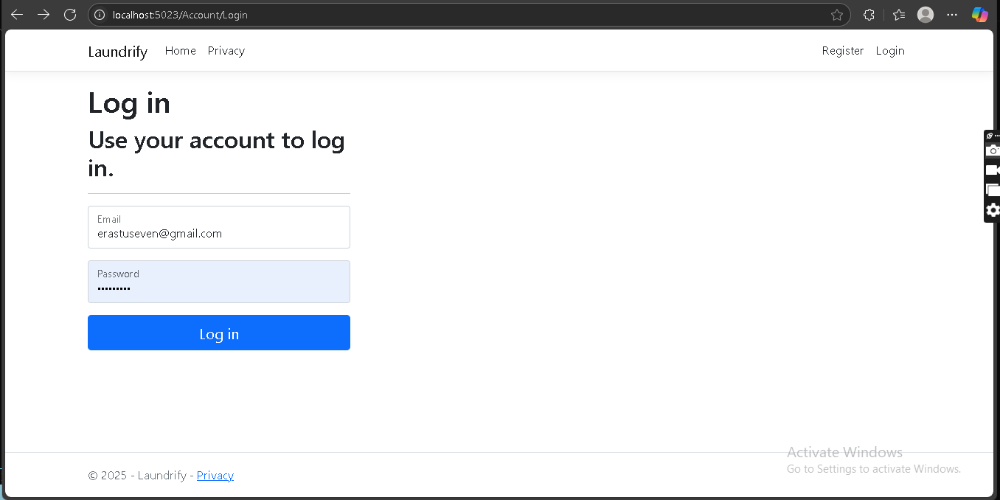 localhost:5023/Account/Login
Laundrify Home Privacy Register Login
Log in
Use your account to log
in.
Email
erastuseven@gmail.com
Password
•••••••••
Log in
Activate Windows
Go to Settings to activate Windows.
© 2025 - Laundrify - Privacy